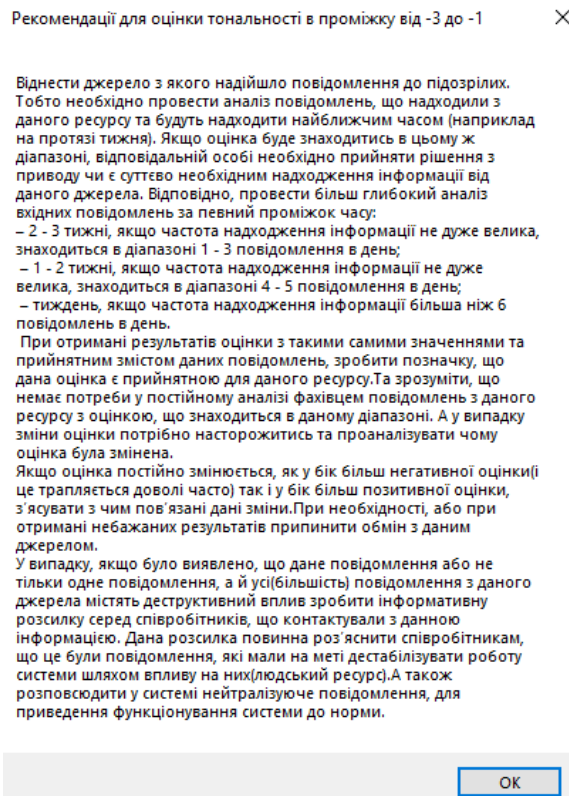 Рекомендації для оцінки тональності в проміжку від -3 до -1
Віднести джерело з якого надійшло повідомлення до підозрілих.
Тобто необхідно провести аналіз повідомлень, що надходили з
даного ресурсу та будуть надходити найближчим часом (наприклад
на протязі тижня). Якщо оцінка буде знаходитись в цьому ж
діапазоні, відповідальній особі необхідно прийняти рішення з
приводу чи є суттєво необхідним надходження інформації від
даного джерела. Відповідно, провести більш глибокий аналіз
вхідних повідомлень за певний проміжок часу:
– 2 - 3 тижні, якщо частота надходження інформації не дуже велика,
знаходиться в діапазоні 1 - 3 повідомлення в день;
– 1 - 2 тижні, якщо частота надходження інформації не дуже
велика, знаходиться в діапазоні 4 - 5 повідомлення в день;
– тиждень, якщо частота надходження інформації більша ніж 6
повідомлень в день.
При отримані результатів оцінки з такими самими значеннями та
прийнятним змістом даних повідомлень, зробити позначку, що
дана оцінка є прийнятною для даного ресурсу.Та зрозуміти, що
немає потреби у постійному аналізі фахівцем повідомлень з даного
ресурсу з оцінкою, що знаходиться в даному діапазоні. А у випадку
зміни оцінки потрібно насторожитись та проаналізувати чому
оцінка була змінена.
Якщо оцінка постійно змінюється, як у бік більш негативної оцінки(і
це трапляється доволі часто) так і у бік більш позитивної оцінки,
з'ясувати з чим пов'язані дані зміни.При необхідності, або при
отримані небажаних результатів припинити обмін з даним
джерелом.
У випадку, якщо було виявлено, що дане повідомлення або не
тільки одне повідомлення, а й усі(більшість) повідомлення з даного
джерела містять деструктивний вплив зробити інформативну
розсилку серед співробітників, що контактували з данною
інформацією. Дана розсилка повинна роз'яснити співробітникам,
що це були повідомлення, які мали на меті дестабілізувати роботу
системи шляхом впливу на них(людський ресурс).А також
розповсюдити у системі нейтралізуюче повідомлення, для
приведення функціонування системи до норми.
OK